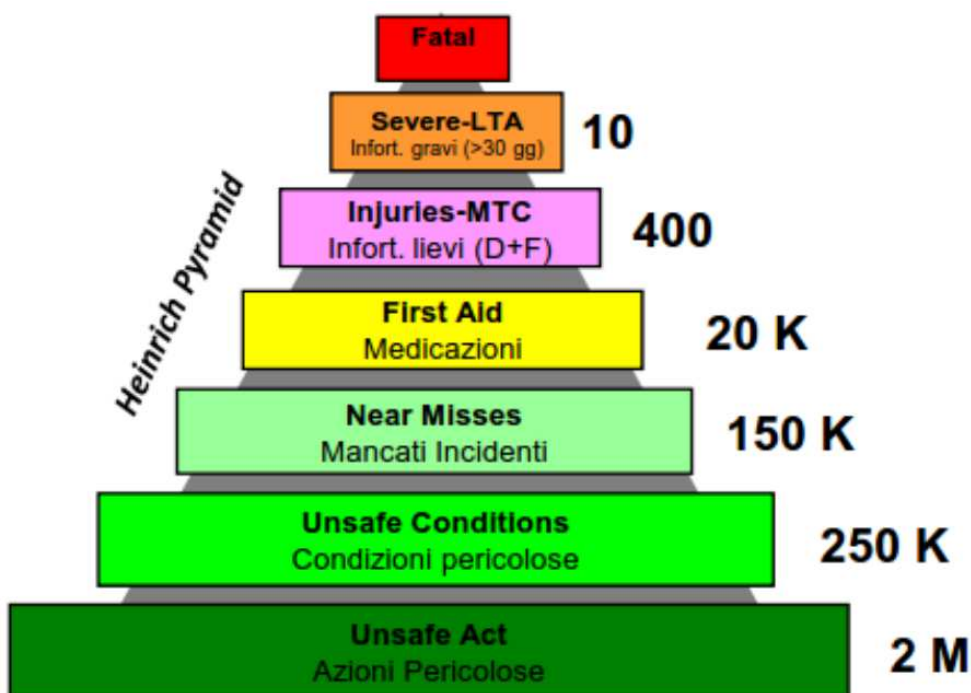 Fatal
Severe-LTA
Infort. gravi (>30 gg)
10
Injuries-MTC
Infort. lievi (D+F)
400
Heinrich Pyramid
First Aid
Medicazioni
20 K
Near Misses
Mancati Incidenti
150 K
Unsafe Conditions
Condizioni pericolose
250 K
Unsafe Act
Azioni Pericolose
2 M